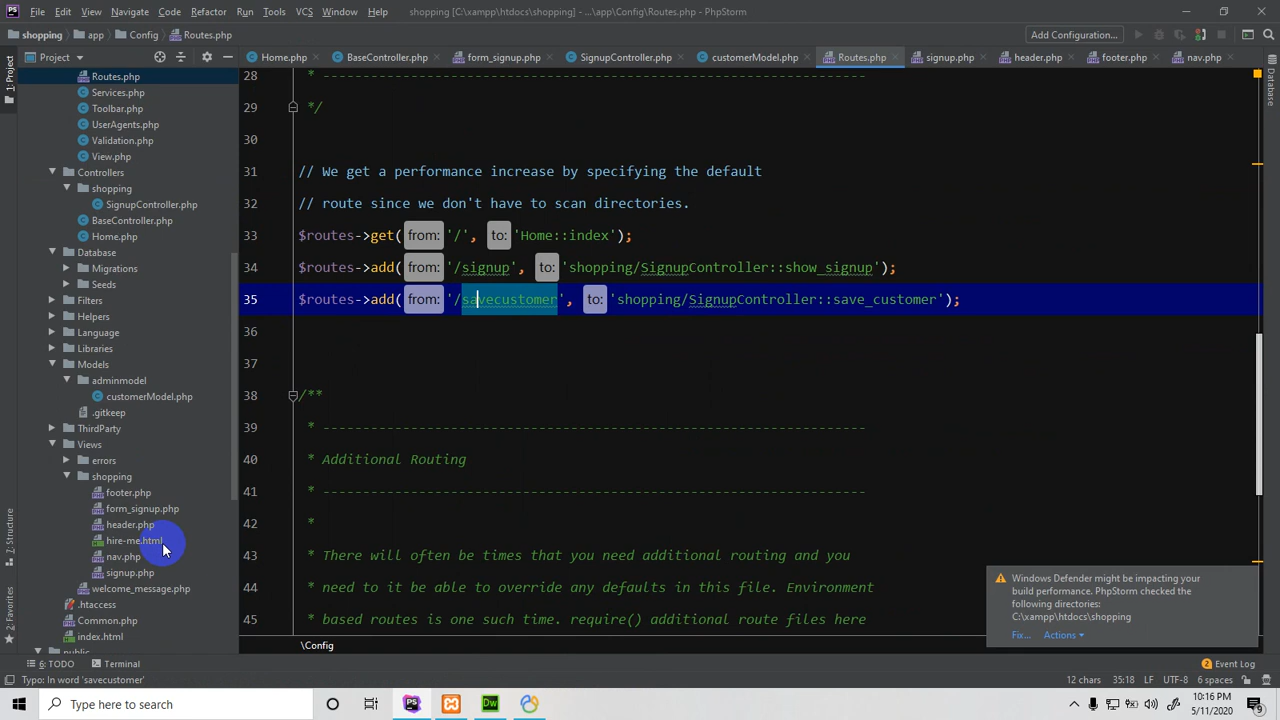 File Edit View Navigate Code Refactor Run Tools VCS Window Help shopping [C:\xampp\htdocs\shopping] - ...\app\Config\Routes.php - PhpStorm
shopping app Config Routes.php Add Configuration...
Project Home.php BaseController.php form_signup.php SignupController.php customerModel.php Routes.php signup.php header.php footer.php nav.php
1: Project
Database
7: Structure
2: Favorites
Routes.php
Services.php
Toolbar.php
UserAgents.php
Validation.php
View.php
Controllers
shopping
SignupController.php
BaseController.php
Home.php
Database
Migrations
Seeds
Filters
Helpers
Language
Libraries
Models
adminmodel
customerModel.php
.gitkeep
ThirdParty
Views
errors
shopping
footer.php
form_signup.php
header.php
hire-me.html
nav.php
signup.php
welcome_message.php
.htaccess
Common.php
index.html
public
28 * --------------------------------------------------------------------
29 */
30
31 // We get a performance increase by specifying the default
32 // route since we don't have to scan directories.
33 $routes->get( from: '/', to: 'Home::index');
34 $routes->add( from: '/signup', to: 'shopping/SignupController::show_signup');
35 $routes->add( from: '/savecustomer', to: 'shopping/SignupController::save_customer');
36
37
38 /**
39 * --------------------------------------------------------------------
40 * Additional Routing
41 * --------------------------------------------------------------------
42 *
43 * There will often be times that you need additional routing and you
44 * need to it be able to override any defaults in this file. Environment
45 * based routes is one such time. require() additional route files here
\Config
Windows Defender might be impacting your
build performance. PhpStorm checked the
following directories:
C:\xampp\htdocs\shopping
Fix... Actions
6: TODO Terminal 2 Event Log
Typo: In word 'savecustomer' 12 chars 35:18 LF UTF-8 6 spaces
Type here to search
10:16 PM
5/11/2020
9